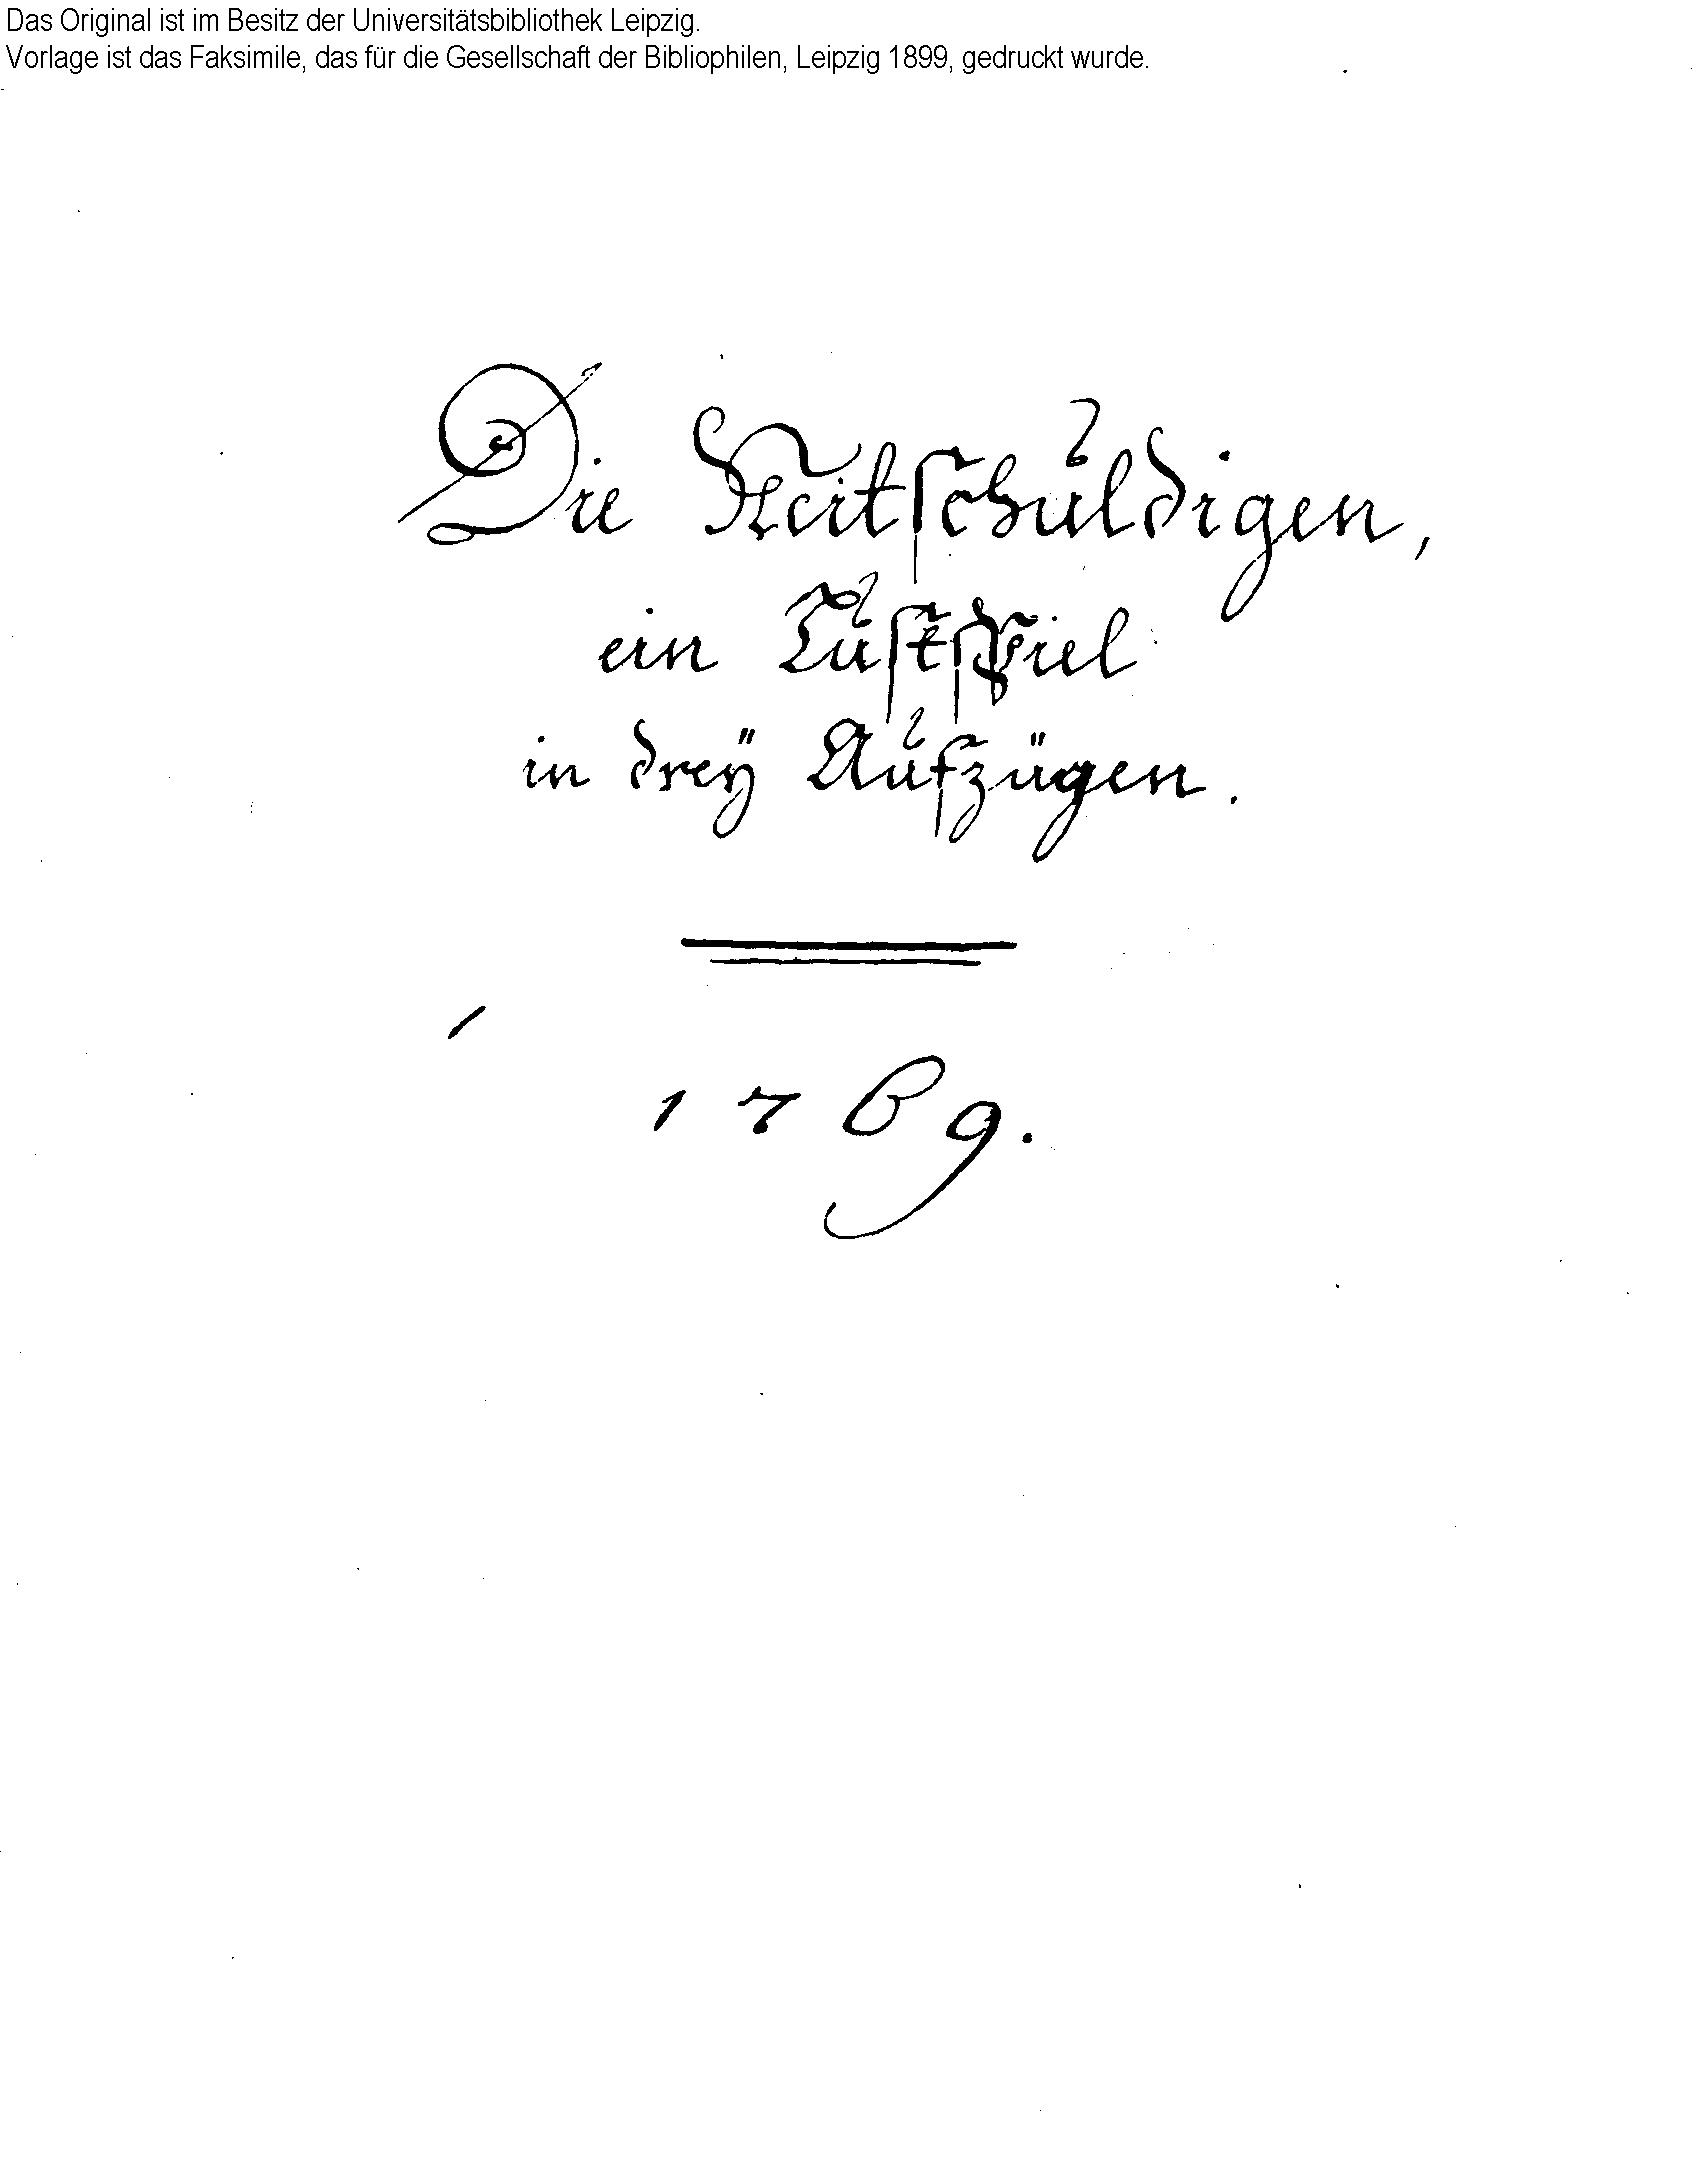 Das Original ist im Besitz der Universitätsbibliothek Leipzig.
Vorlage ist das Faksimile, das für die Gesellschaft der Bibliophilen, Leipzig 1899, gedruckt wurde.
Die Mitschuldigen,
ein Lustspiel
in dreÿ Aufzügen.
1769.